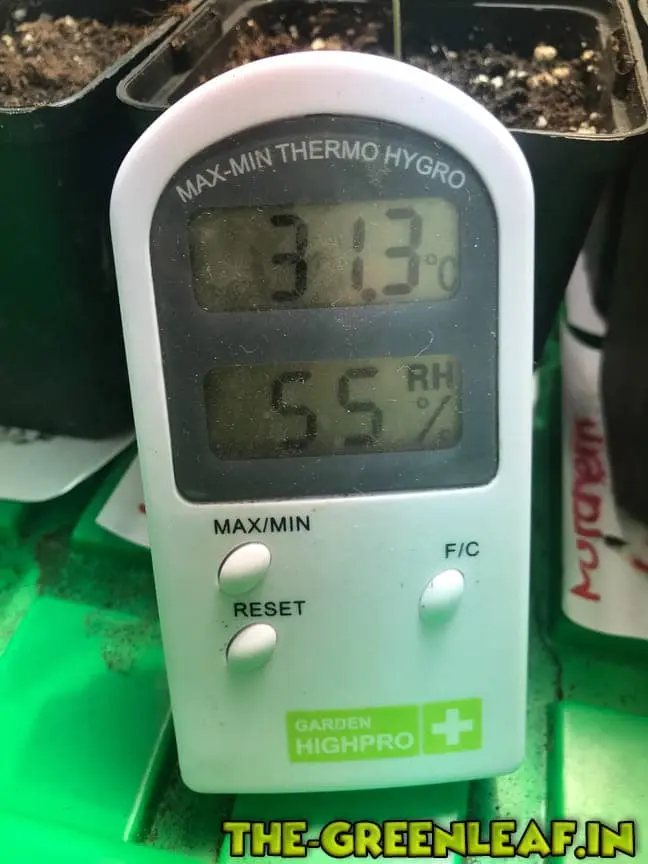 MAX-MIN THERMO HYGRO
31.3 °C
RH
55 %
MAX/MIN
F/C
RESET
GARDEN
HIGHPRO
THE-GREENLEAF.IN